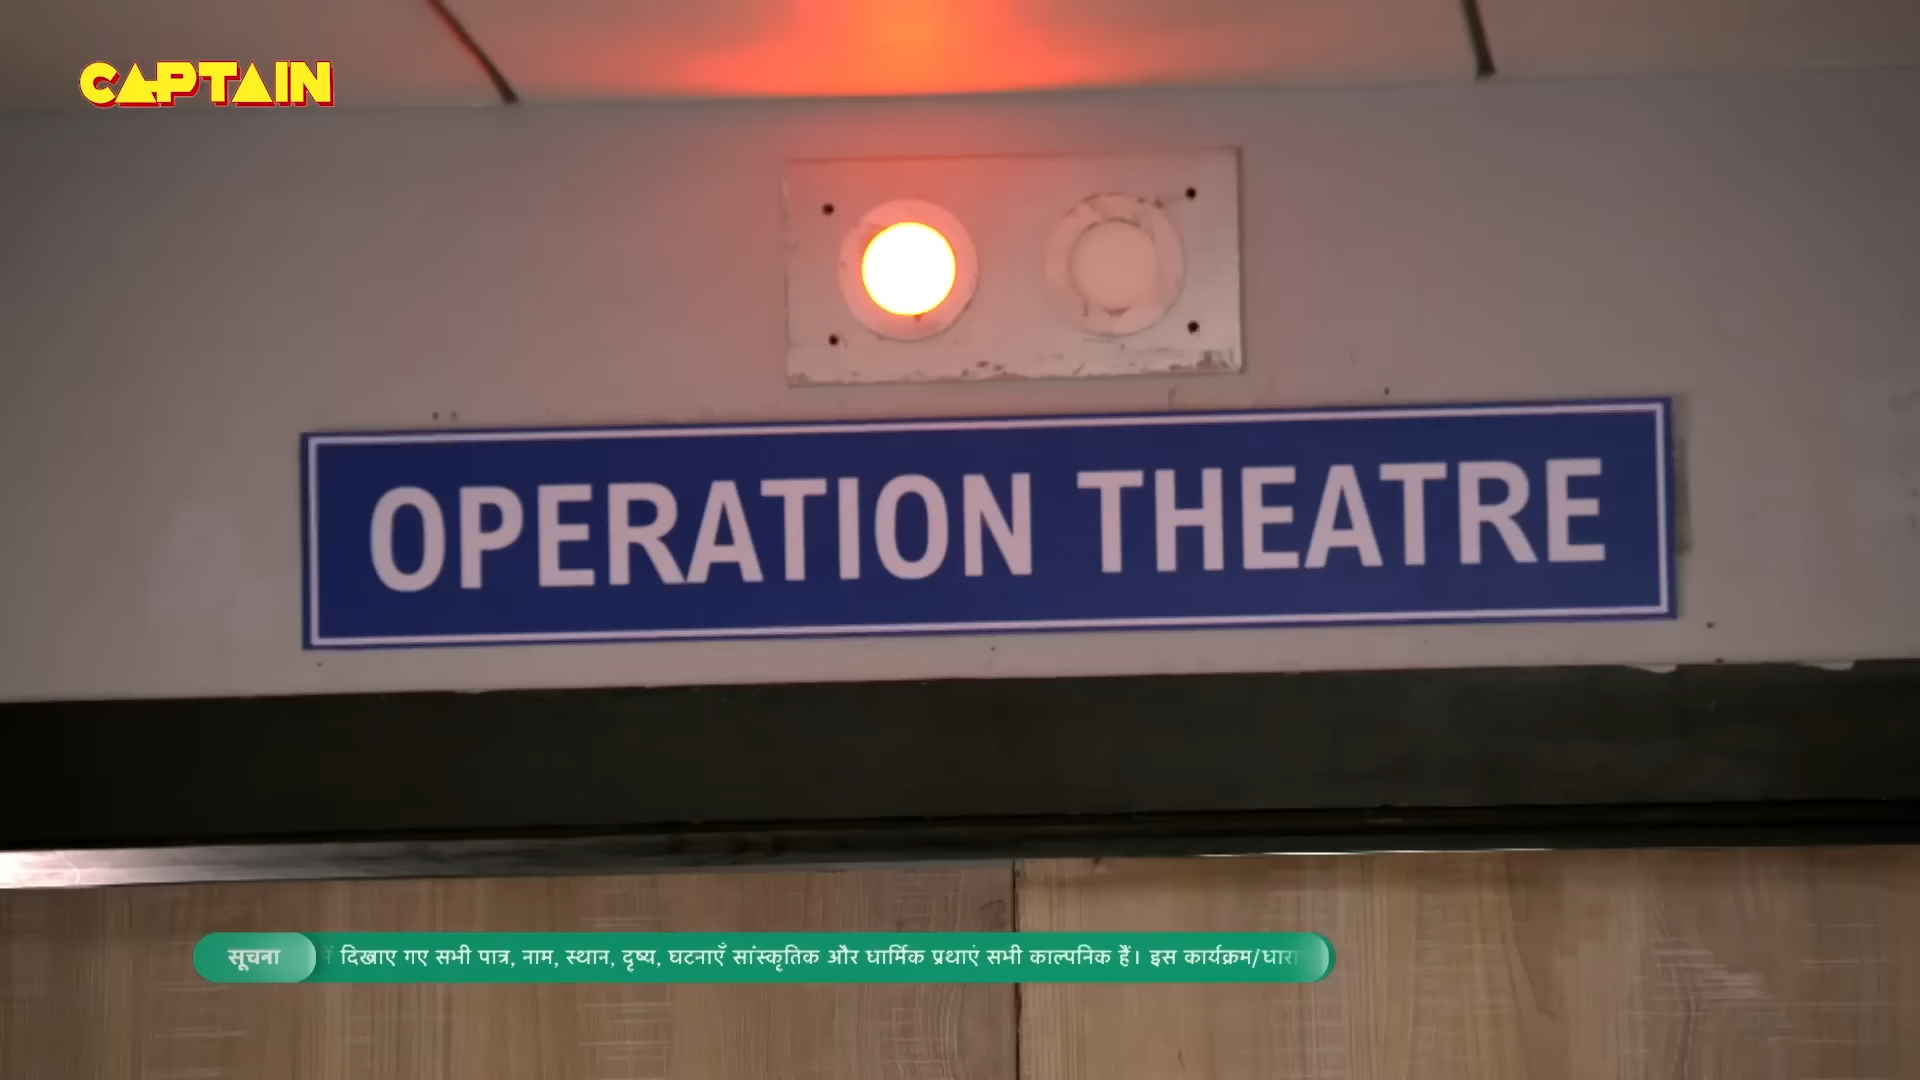 CAPTAIN
OPERATION THEATRE
सूचना
दिखाए गए सभी पात्र, नाम, स्थान, दृष्य, घटनाएँ सांस्कृतिक और धार्मिक प्रथाएं सभी काल्पनिक हैं। इस कार्यक्रम/धारा